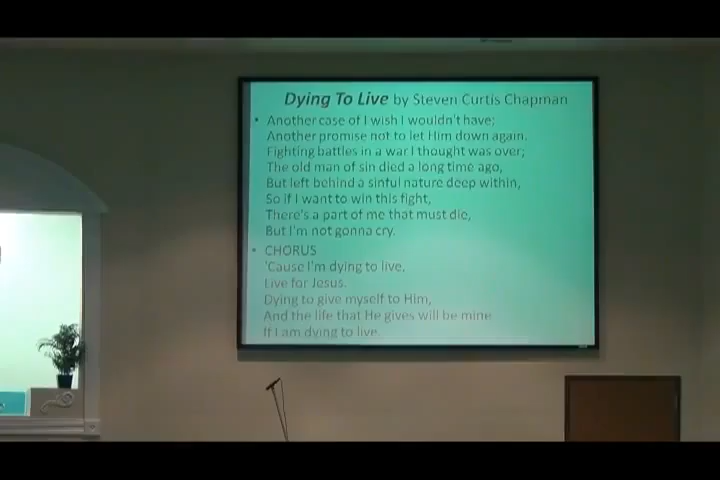 Dying To Live by Steven Curtis Chapman
• Another case of I wish I wouldn't have;
Another promise not to let Him down again.
Fighting battles in a war I thought was over;
The old man of sin died a long time ago,
But left behind a sinful nature deep within,
So if I want to win this fight,
There's a part of me that must die,
But I'm not gonna cry.
• CHORUS
'Cause I'm dying to live,
Live for Jesus.
Dying to give myself to Him,
And the life that He gives will be mine
If I am dying to live.